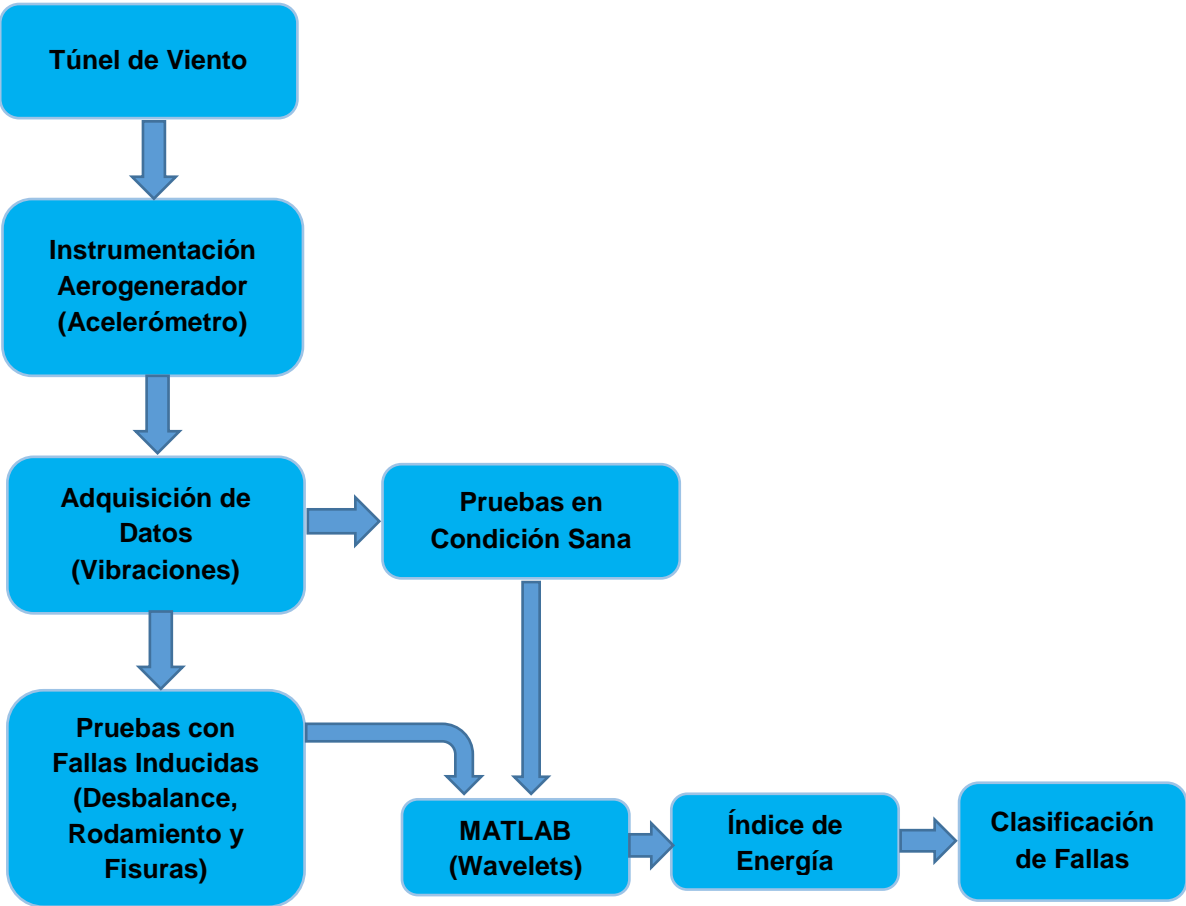 Túnel de Viento
Instrumentación
Aerogenerador
(Acelerómetro)
Adquisición de
Datos
(Vibraciones)
Pruebas en
Condición Sana
Pruebas con
Fallas Inducidas
(Desbalance,
Rodamiento y
Fisuras)
MATLAB
(Wavelets)
Índice de
Energía
Clasificación
de Fallas